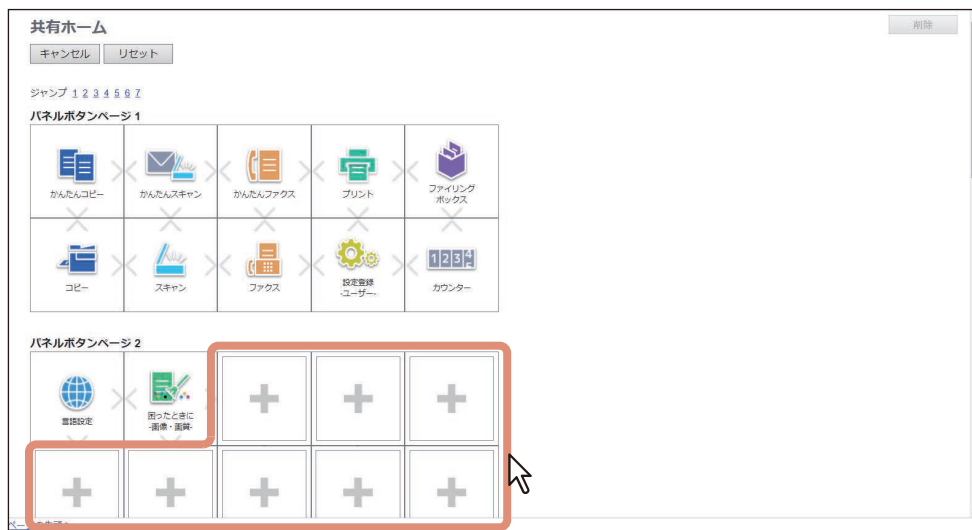 共有ホーム
削除
キャンセル リセット
ジャンプ 1 2 3 4 5 6 7
パネルボタンページ 1
かんたんコピー かんたんスキャン かんたんファクス プリント ファイリング
ボックス
コピー スキャン ファクス 設定登録
-ユーザー-
1 2 3 4
カウンター
パネルボタンページ 2
言語設定 困ったときに
-画像・画質-